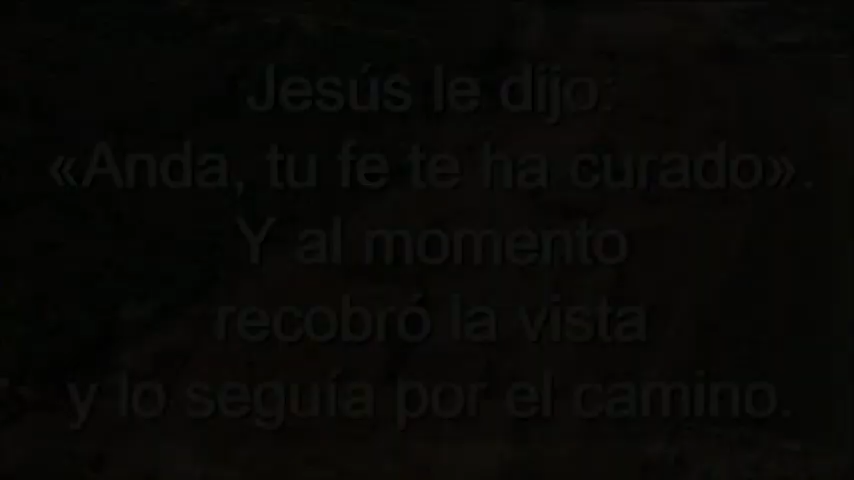 Jesús le dijo:
«Anda, tu fe te ha curado».
Y al momento
recobró la vista
y lo seguía por el camino.